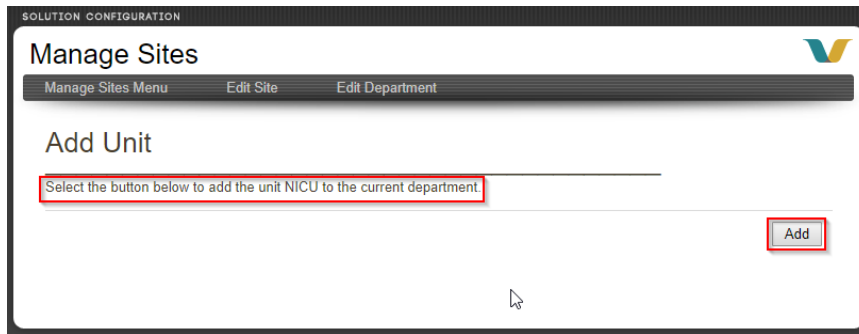 SOLUTION CONFIGURATION
Manage Sites
Manage Sites Menu Edit Site Edit Department
Add Unit
Select the button below to add the unit NICU to the current department.
Add